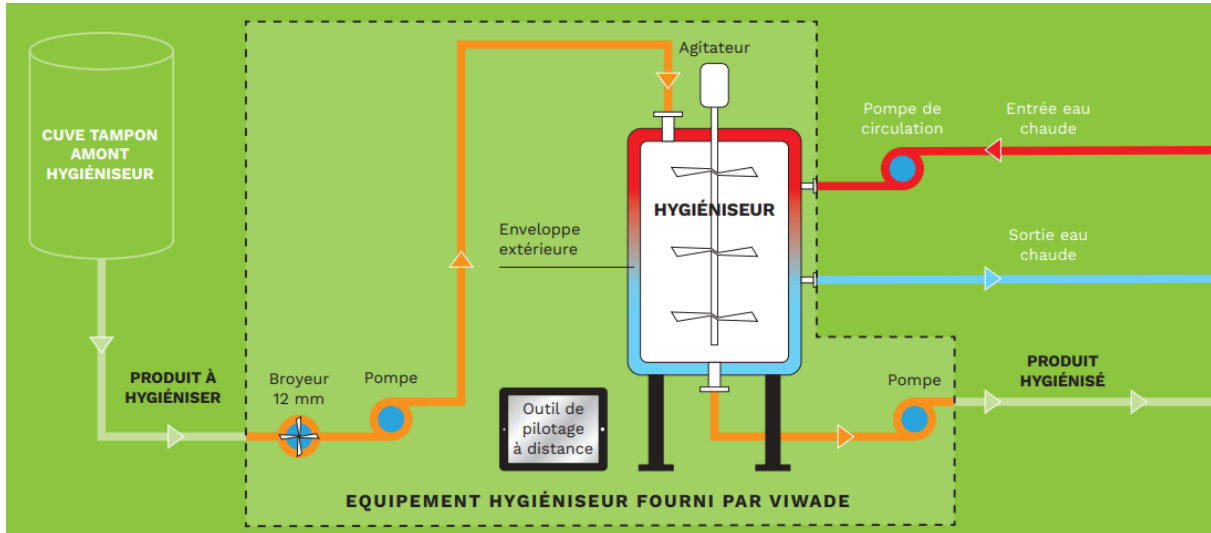 CUVE TAMPON
AMONT
HYGIÉNISEUR
PRODUIT À
HYGIÉNISER
Broyeur
12 mm
Pompe
Agitateur
HYGIÉNISEUR
Enveloppe
extérieure
Outil de
pilotage
à distance
Pompe de
circulation
Entrée eau
chaude
Sortie eau
chaude
Pompe
PRODUIT
HYGIÉNISÉ
EQUIPEMENT HYGIÉNISEUR FOURNI PAR VIWADE